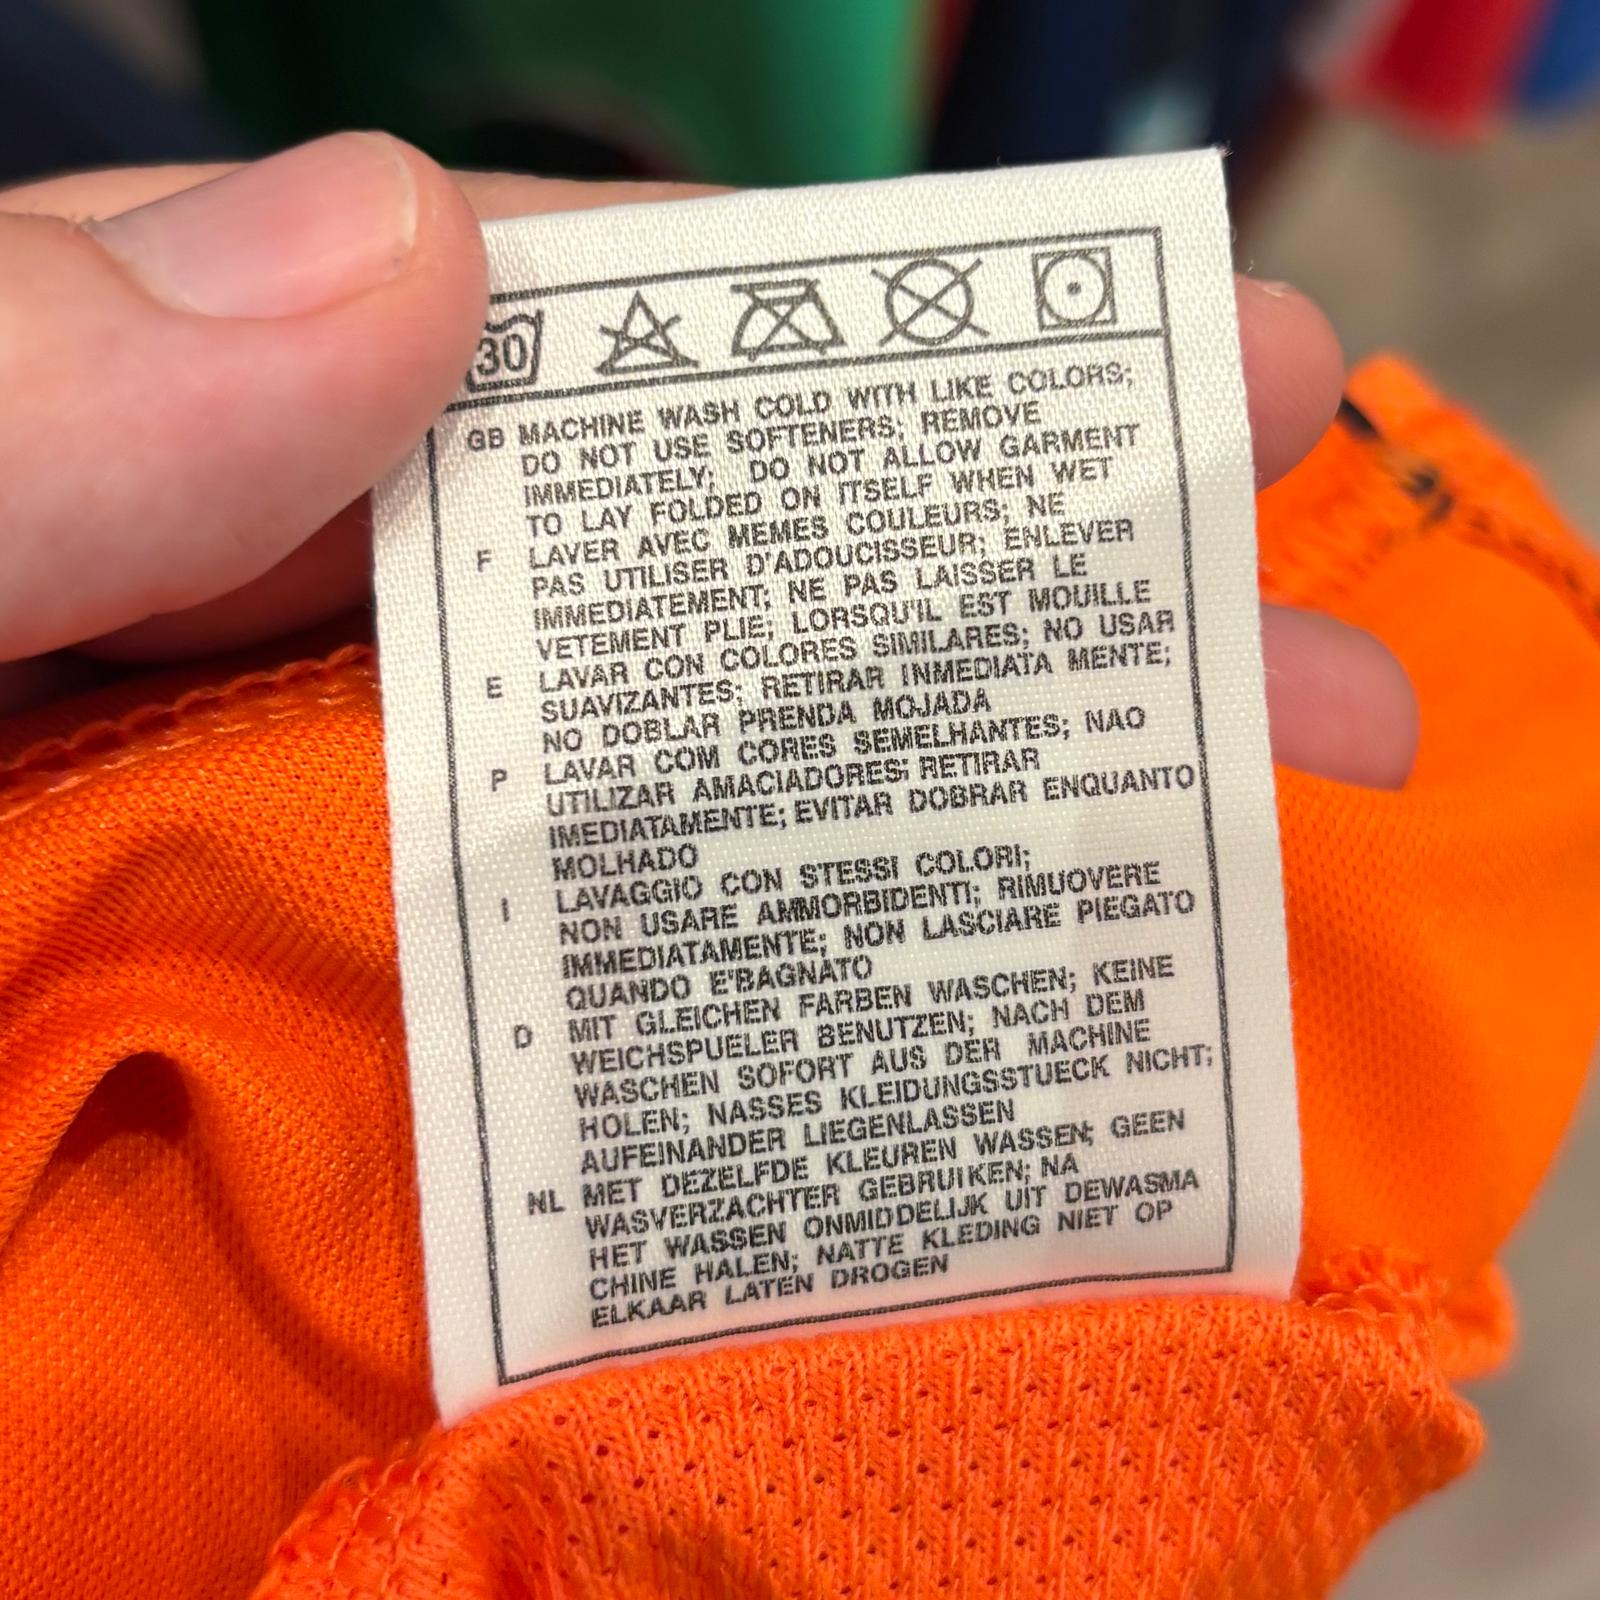 30
GB MACHINE WASH COLD WITH LIKE COLORS;
DO NOT USE SOFTENERS; REMOVE
IMMEDIATELY; DO NOT ALLOW GARMENT
TO LAY FOLDED ON ITSELF WHEN WET
F LAVER AVEC MEMES COULEURS; NE
PAS UTILISER D'ADOUCISSEUR; ENLEVER
IMMEDIATEMENT; NE PAS LAISSER LE
VETEMENT PLIE; LORSQU'IL EST MOUILLE
E LAVAR CON COLORES SIMILARES; NO USAR
SUAVIZANTES; RETIRAR INMEDIATA MENTE;
NO DOBLAR PRENDA MOJADA
P LAVAR COM CORES SEMELHANTES; NAO
UTILIZAR AMACIADORES; RETIRAR
IMEDIATAMENTE; EVITAR DOBRAR ENQUANTO
MOLHADO
I LAVAGGIO CON STESSI COLORI;
NON USARE AMMORBIDENTI; RIMUOVERE
IMMEDIATAMENTE; NON LASCIARE PIEGATO
QUANDO E'BAGNATO
D MIT GLEICHEN FARBEN WASCHEN; KEINE
WEICHSPUELER BENUTZEN; NACH DEM
WASCHEN SOFORT AUS DER MACHINE
HOLEN; NASSES KLEIDUNGSSTUECK NICHT;
AUFEINANDER LIEGENLASSEN
NL MET DEZELFDE KLEUREN WASSEN; GEEN
WASVERZACHTER GEBRUIKEN; NA
HET WASSEN ONMIDDELIJK UIT DEWASMA
CHINE HALEN; NATTE KLEDING NIET OP
ELKAAR LATEN DROGEN